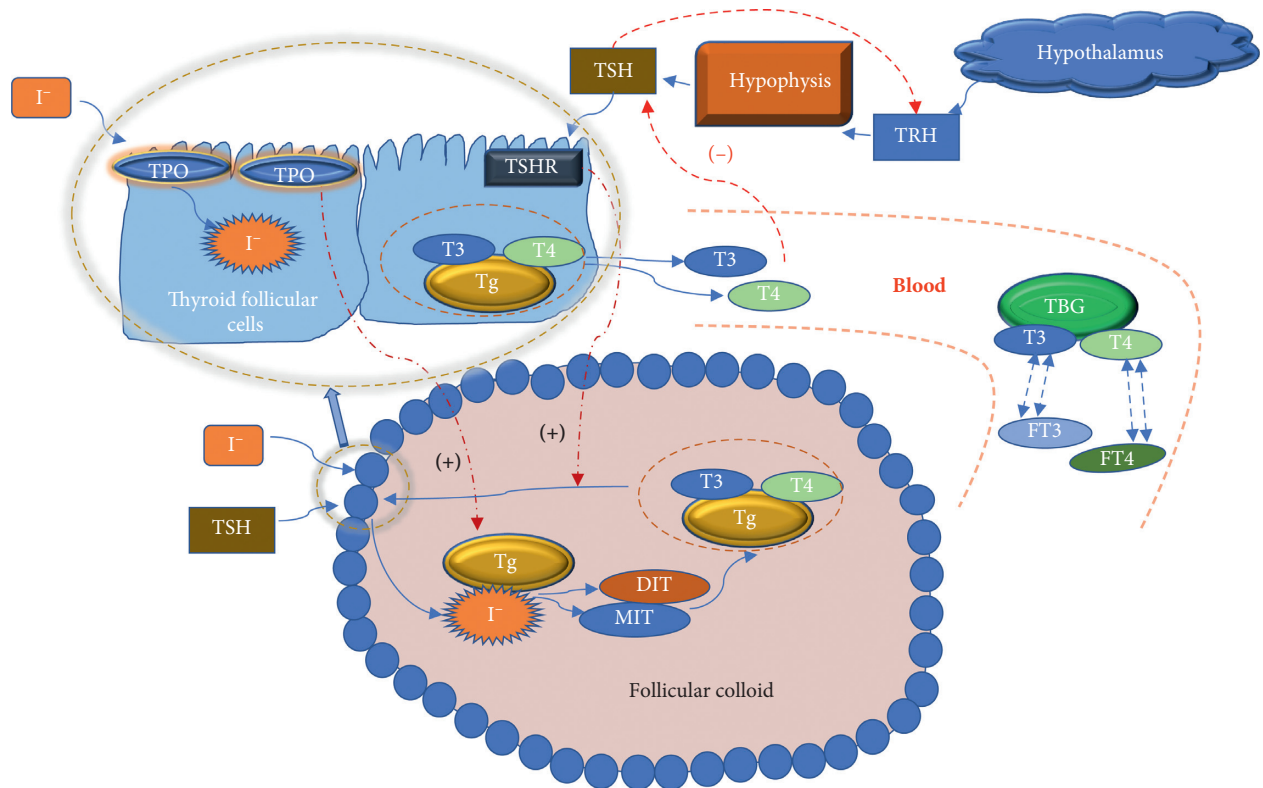 Hypothalamus
TSH
Hypophysis
I⁻
TRH
(−)
TPO
TPO
TSHR
I⁻
T3
T4
Tg
Thyroid follicular
cells
T3
T4
Blood
TBG
T3
T4
FT3
FT4
I⁻
TSH
(+)
(+)
T3
T4
Tg
Tg
I⁻
DIT
MIT
Follicular colloid